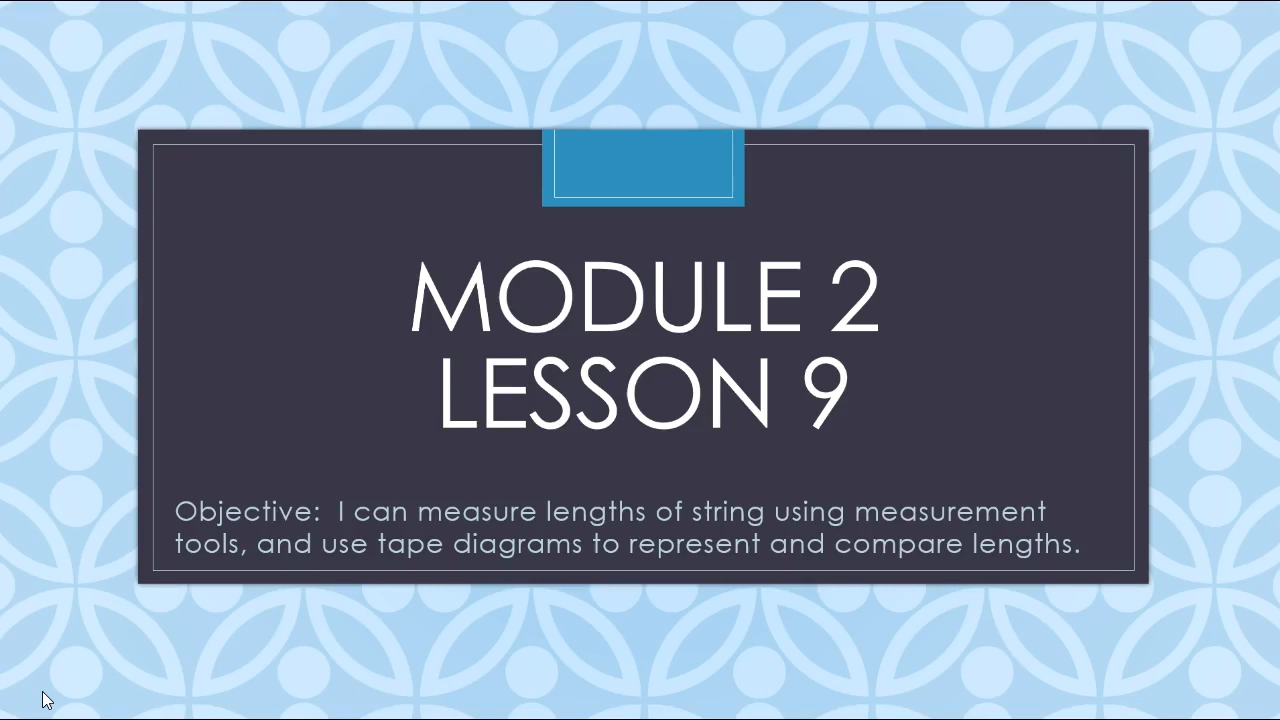 MODULE 2
LESSON 9
Objective:  I can measure lengths of string using measurement
tools, and use tape diagrams to represent and compare lengths.